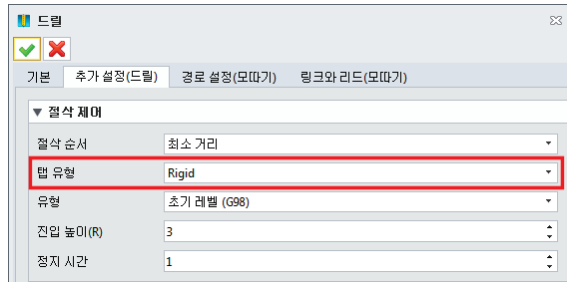 드릴
기본 추가 설정(드릴) 경로 설정(모따기) 링크와 리드(모따기)
▼ 절삭 제어
절삭 순서 최소 거리
탭 유형 Rigid
유형 초기 레벨 (G98)
진입 높이(R) 3
정지 시간 1